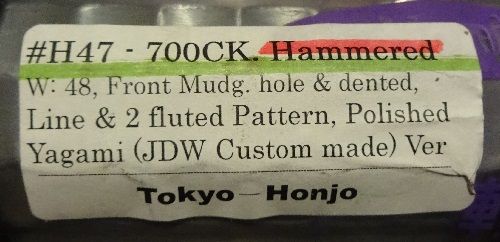 #H47 - 700CK. Hammered
W: 48, Front Mudg. hole & dented,
Line & 2 fluted Pattern, Polished
Yagami (JDW Custom made) Ver
Tokyo - Honjo